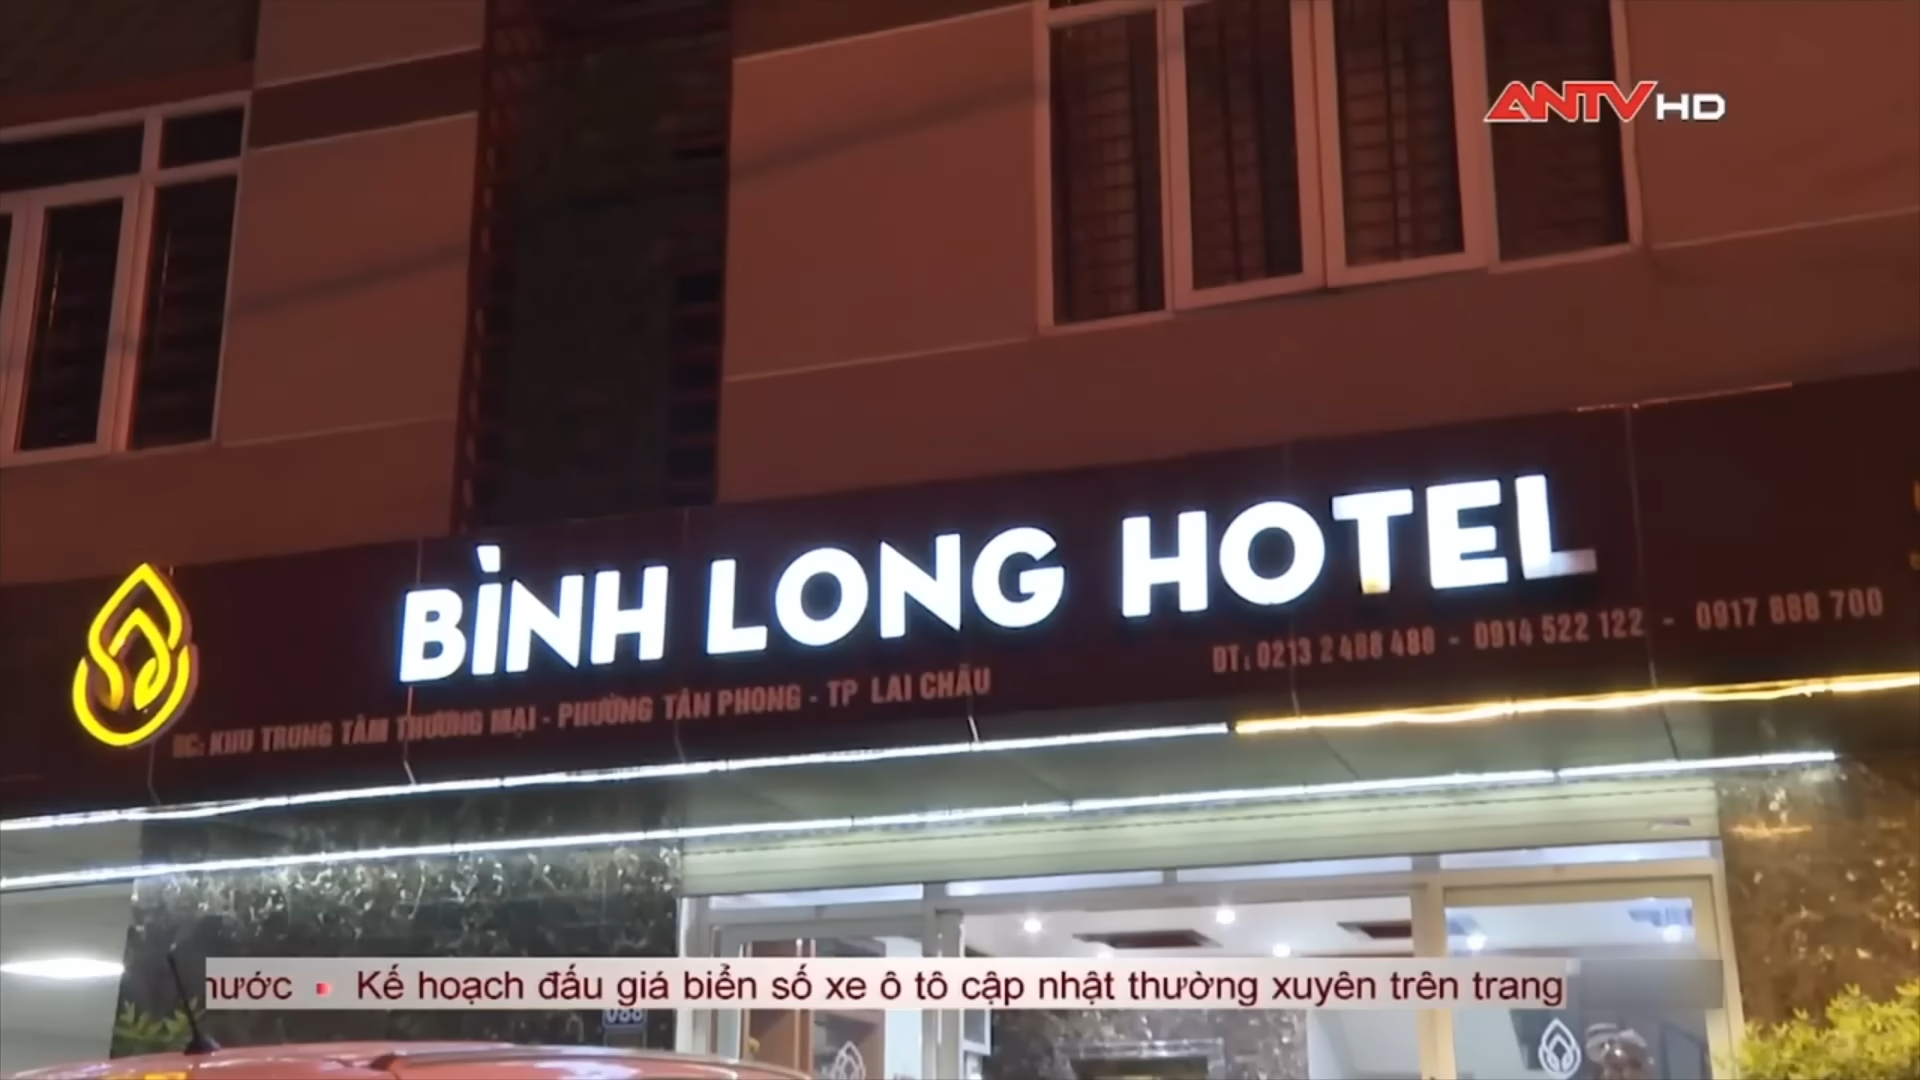 ANTV HD
BÌNH LONG HOTEL
ĐC: KHU TRUNG TÂM THƯƠNG MẠI - PHƯỜNG TÂN PHONG - TP LAI CHÂU
ĐT: 0213 2 488 488 - 0914 522 122 - 0917 888 700
088
hước ▪ Kế hoạch đấu giá biển số xe ô tô cập nhật thường xuyên trên trang